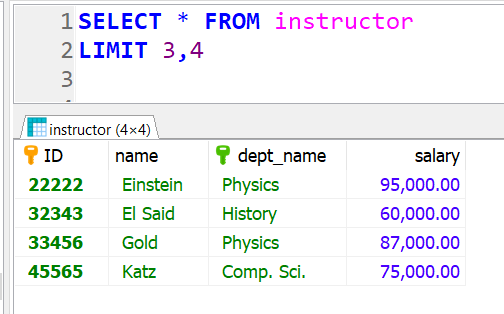 1 SELECT * FROM instructor
2 LIMIT 3,4
3
instructor (4×4)
ID name dept_name salary
22222 Einstein Physics 95,000.00
32343 El Said History 60,000.00
33456 Gold Physics 87,000.00
45565 Katz Comp. Sci. 75,000.00